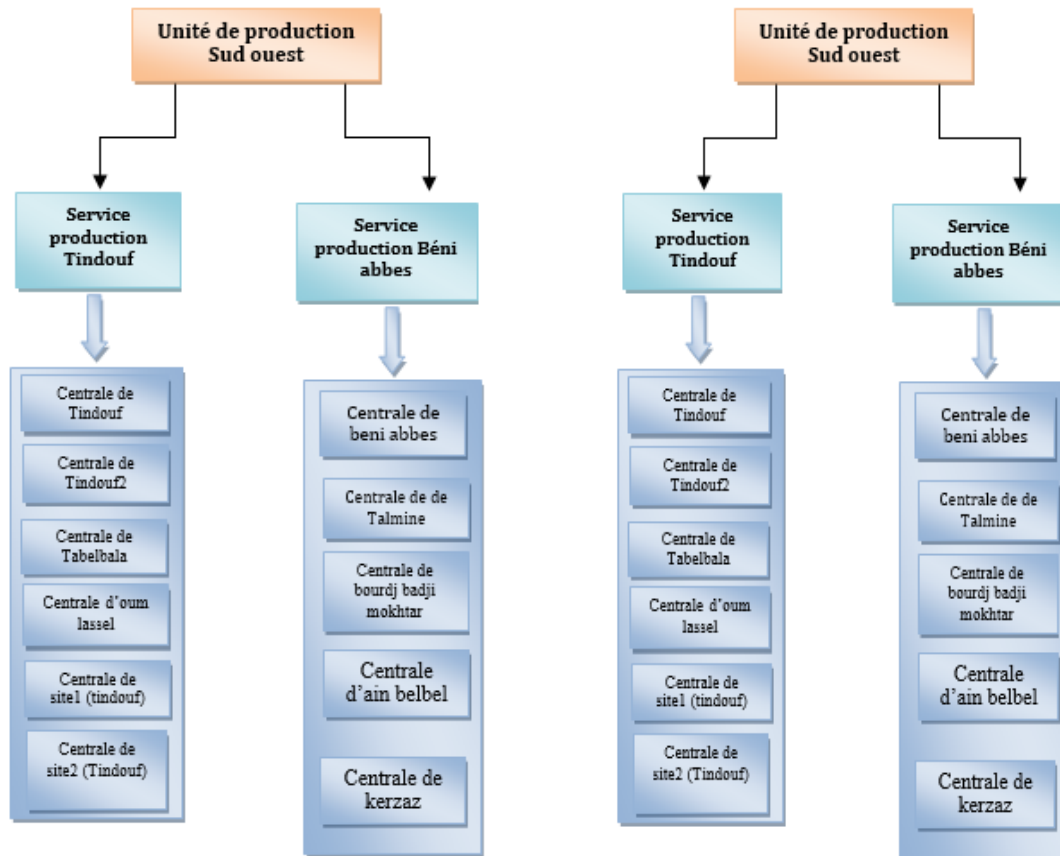 Unité de production
Sud ouest
Service
production
Tindouf
Centrale de
Tindouf
Centrale de
Tindouf2
Centrale de
Tabelbala
Centrale d'oum
lassel
Centrale de
site1 (tindouf)
Centrale de
site2 (Tindouf)
Service
production Béni
abbes
Centrale de
beni abbes
Centrale de de
Talmine
Centrale de
bourdj badji
mokhtar
Centrale
d'ain belbel
Centrale de
kerzaz
Unité de production
Sud ouest
Service
production
Tindouf
Centrale de
Tindouf
Centrale de
Tindouf2
Centrale de
Tabelbala
Centrale d'oum
lassel
Centrale de
site1 (tindouf)
Centrale de
site2 (Tindouf)
Service
production Béni
abbes
Centrale de
beni abbes
Centrale de de
Talmine
Centrale de
bourdj badji
mokhtar
Centrale
d'ain belbel
Centrale de
kerzaz